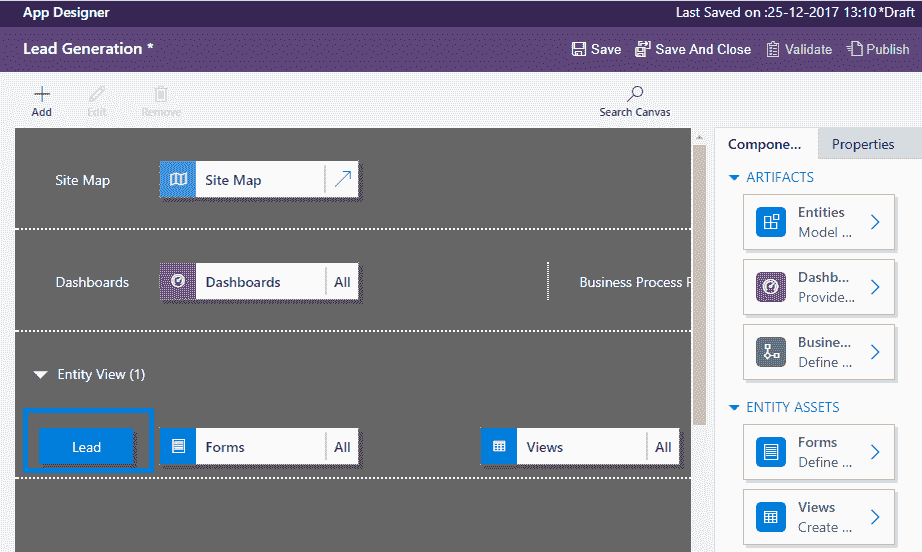 App Designer
Last Saved on :25-12-2017 13:10 *Draft
Lead Generation *
Save
Save And Close
Validate
Publish
Add
Edit
Remove
Search Canvas
Site Map
Site Map
Dashboards
Dashboards
All
Business Process F
Entity View (1)
Lead
Forms
All
Views
All
Compone...
Properties
ARTIFACTS
Entities
Model ...
Dashb...
Provide...
Busine...
Define ...
ENTITY ASSETS
Forms
Define ...
Views
Create ...